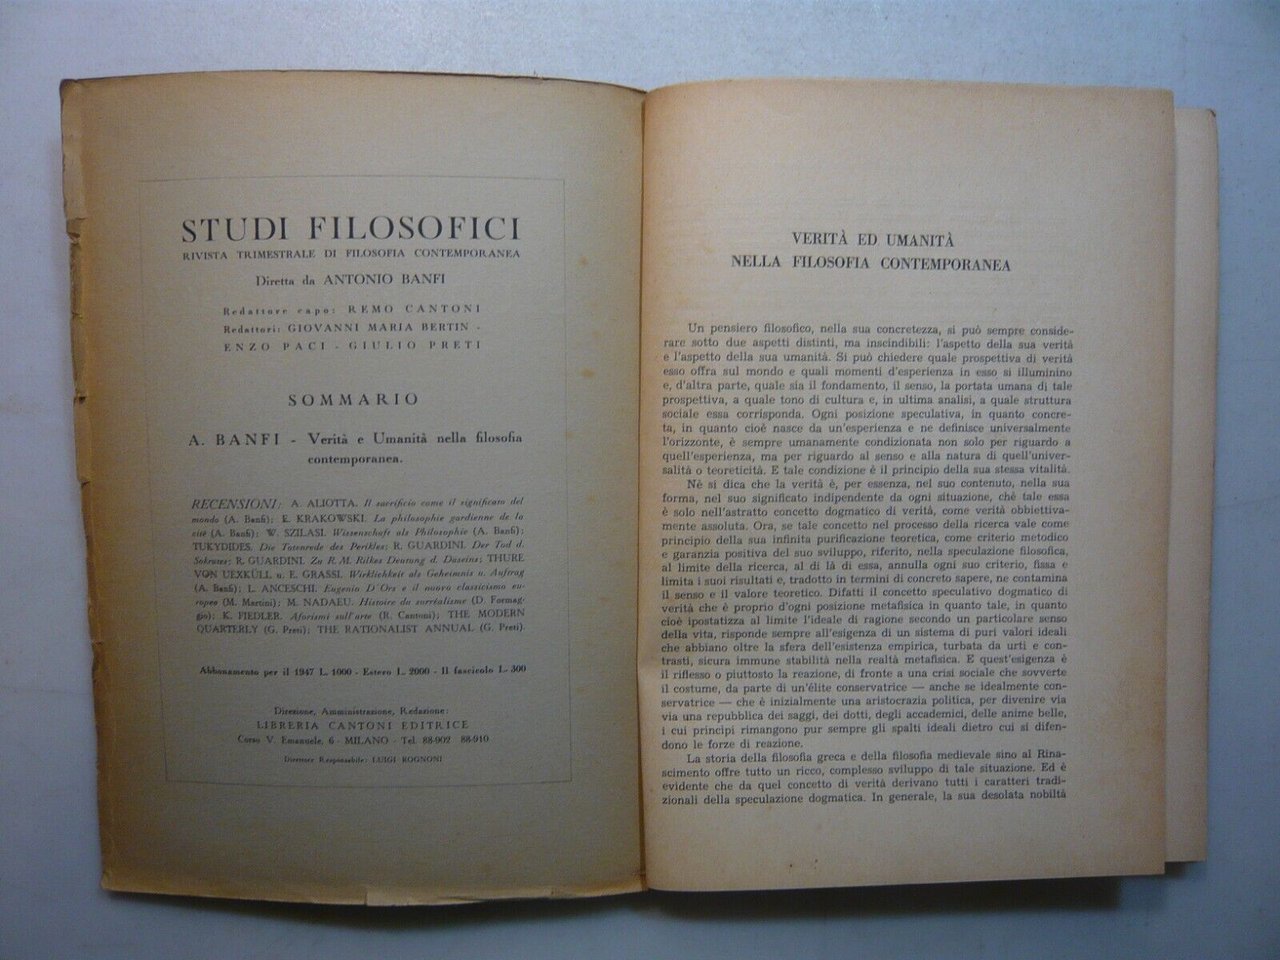 STUDI FILOSOFICI
RIVISTA TRIMESTRALE DI FILOSOFIA CONTEMPORANEA
Diretta da ANTONIO BANFI
Redattore capo: REMO CANTONI
Redattori: GIOVANNI MARIA BERTIN -
ENZO PACI - GIULIO PRETI
SOMMARIO
A. BANFI - Verità e Umanità nella filosofia
contemporanea.
RECENSIONI: A. ALIOTTA. Il sacrificio come il significato del
mondo (A. Banfi); E. KRAKOWSKI. La philosophie gardienne de la
cité (A. Banfi); W. SZILASI. Wissenschaft als Philosophie (A. Banfi);
TUKYDIDES. Die Totenrede des Perikles; R. GUARDINI. Der Tod d.
Sokrates; R. GUARDINI. Zu R. M. Rilkes Deutung d. Daseins; THURE
VON UEXKÜLL u. E. GRASSI. Wirklichkeit als Geheimnis u. Auftrag
(A. Banfi); L. ANCESCHI. Eugenio D'Ors e il nuovo classicismo eu-
ropeo (M. Martini); M. NADAEU. Histoire du surréalisme (D. Formag-
gio); K. FIEDLER. Aforismi sull'arte (R. Cantoni); THE MODERN
QUARTERLY (G. Preti); THE RATIONALIST ANNUAL (G. Preti).
Abbonamento per il 1947 L. 1000 - Estero L. 2000 - Il fascicolo L. 300
Direzione, Amministrazione, Redazione:
LIBRERIA CANTONI EDITRICE
Corso V. Emanuele, 6 - MILANO - Tel. 88-902 88-910
Direttore Responsabile: LUIGI ROGNONI
VERITÀ ED UMANITÀ
NELLA FILOSOFIA CONTEMPORANEA
Un pensiero filosofico, nella sua concretezza, si può sempre conside-
rare sotto due aspetti distinti, ma inscindibili: l'aspetto della sua verità
e l'aspetto della sua umanità. Si può chiedere quale prospettiva di verità
esso offra sul mondo e quali momenti d'esperienza in esso si illuminino
e, d'altra parte, quale sia il fondamento, il senso, la portata umana di tale
prospettiva, a quale tono di cultura e, in ultima analisi, a quale struttura
sociale essa corrisponda. Ogni posizione speculativa, in quanto concre-
ta, in quanto cioè nasce da un'esperienza e ne definisce universalmente
l'orizzonte, è sempre umanamente condizionata non solo per riguardo a
quell'esperienza, ma per riguardo al senso e alla natura di quell'univer-
salità o teoreticità. E tale condizione è il principio della sua stessa vitalità.
Nè si dica che la verità è, per essenza, nel suo contenuto, nella sua
forma, nel suo significato indipendente da ogni situazione, chè tale essa
è solo nell'astratto concetto dogmatico di verità, come verità obbiettiva-
mente assoluta. Ora, se tale concetto nel processo della ricerca vale come
principio della sua infinita purificazione teoretica, come criterio metodico
e garanzia positiva del suo sviluppo, riferito, nella speculazione filosofica,
al limite della ricerca, al di là di essa, annulla ogni suo criterio, fissa e
limita i suoi risultati e, tradotto in termini di concreto sapere, ne contamina
il senso e il valore teoretico. Difatti il concetto speculativo dogmatico di
verità che è proprio d'ogni posizione metafisica in quanto tale, in quanto
cioè ipostatizza al limite l'ideale di ragione secondo un particolare senso
della vita, risponde sempre all'esigenza di un sistema di puri valori ideali
che abbiano oltre la sfera dell'esistenza empirica, turbata da urti e con-
trasti, sicura immune stabilità nella realtà metafisica. E quest'esigenza è
il riflesso o piuttosto la reazione, di fronte a una crisi sociale che sovverte
il costume, da parte di un'élite conservatrice — anche se idealmente con-
servatrice — che è inizialmente una aristocrazia politica, per divenire via
via una repubblica dei saggi, dei dotti, degli accademici, delle anime belle,
i cui principi rimangono pur sempre gli spalti ideali dietro cui si difen-
dono le forze di reazione.
La storia della filosofia greca e della filosofia medievale sino al Rina-
scimento offre tutto un ricco, complesso sviluppo di tale situazione. Ed è
evidente che da quel concetto di verità derivano tutti i caratteri tradi-
zionali della speculazione dogmatica. In generale, la sua desolata nobiltà